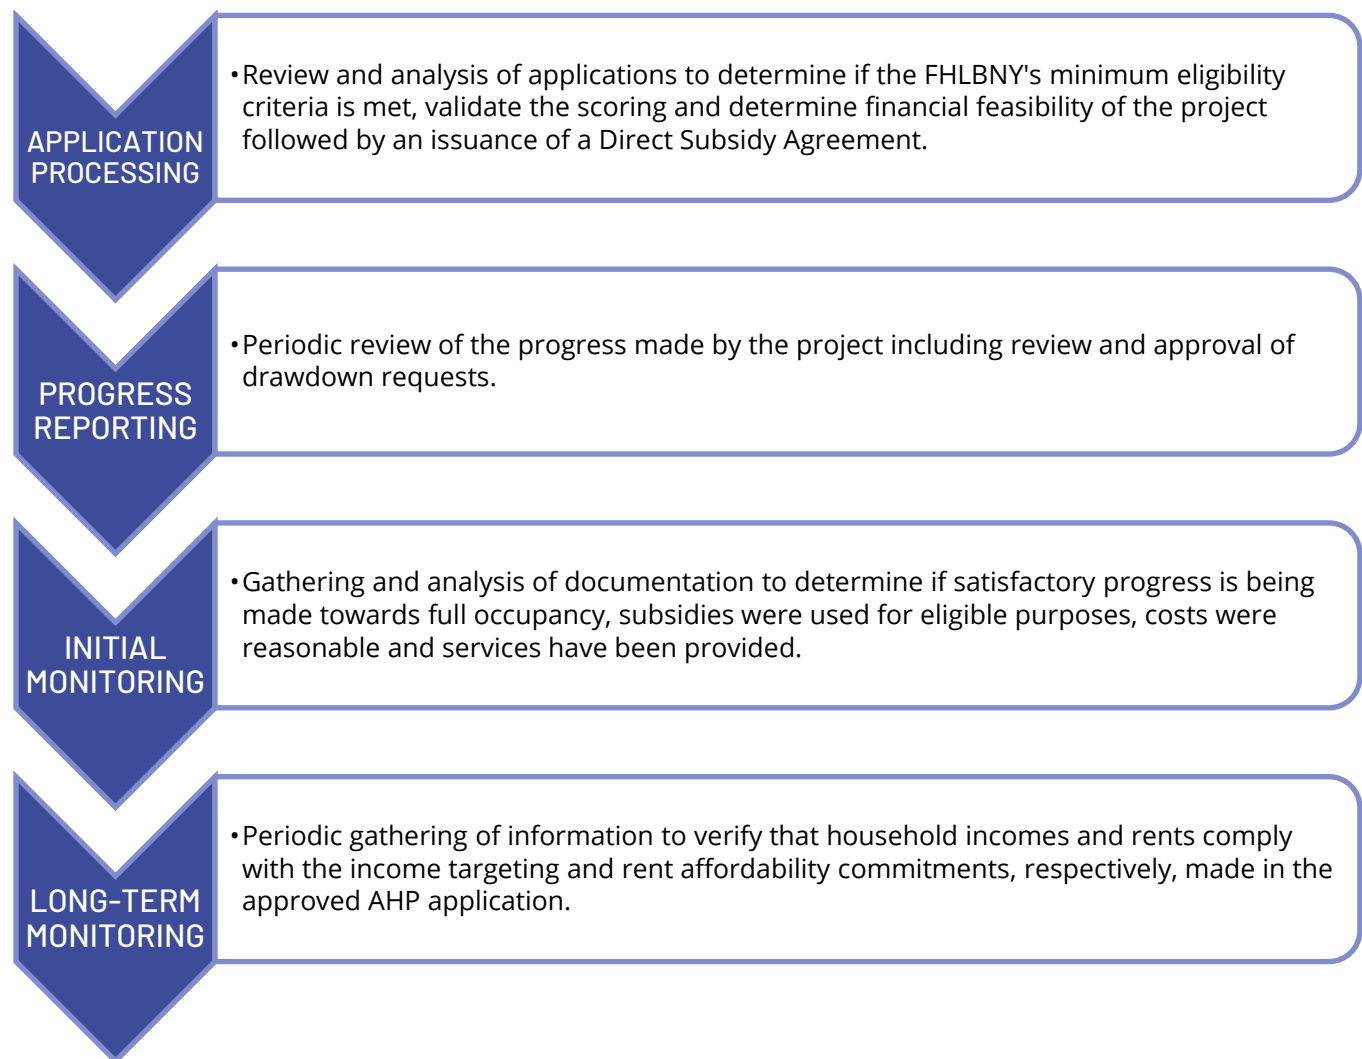 APPLICATION
PROCESSING
•Review and analysis of applications to determine if the FHLBNY's minimum eligibility
criteria is met, validate the scoring and determine financial feasibility of the project
followed by an issuance of a Direct Subsidy Agreement.
PROGRESS
REPORTING
•Periodic review of the progress made by the project including review and approval of
drawdown requests.
INITIAL
MONITORING
•Gathering and analysis of documentation to determine if satisfactory progress is being
made towards full occupancy, subsidies were used for eligible purposes, costs were
reasonable and services have been provided.
LONG-TERM
MONITORING
•Periodic gathering of information to verify that household incomes and rents comply
with the income targeting and rent affordability commitments, respectively, made in the
approved AHP application.